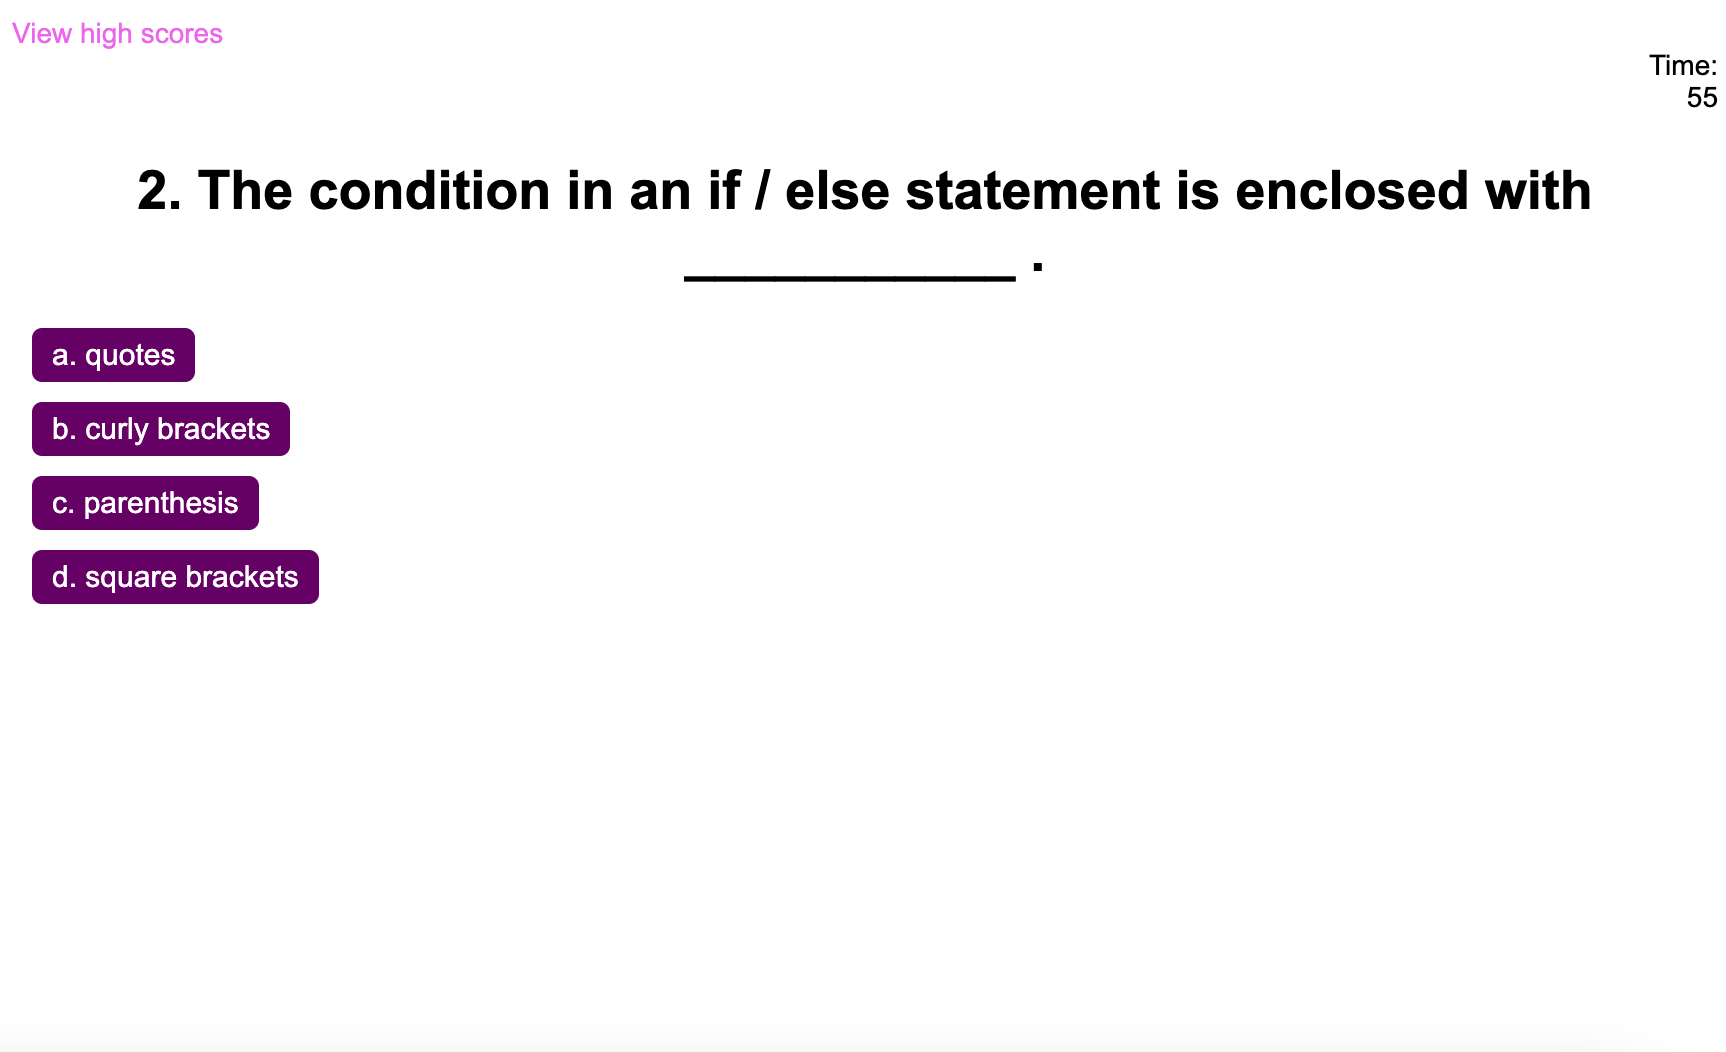 View high scores
Time:
55
2. The condition in an if / else statement is enclosed with
___________ .
a. quotes
b. curly brackets
c. parenthesis
d. square brackets